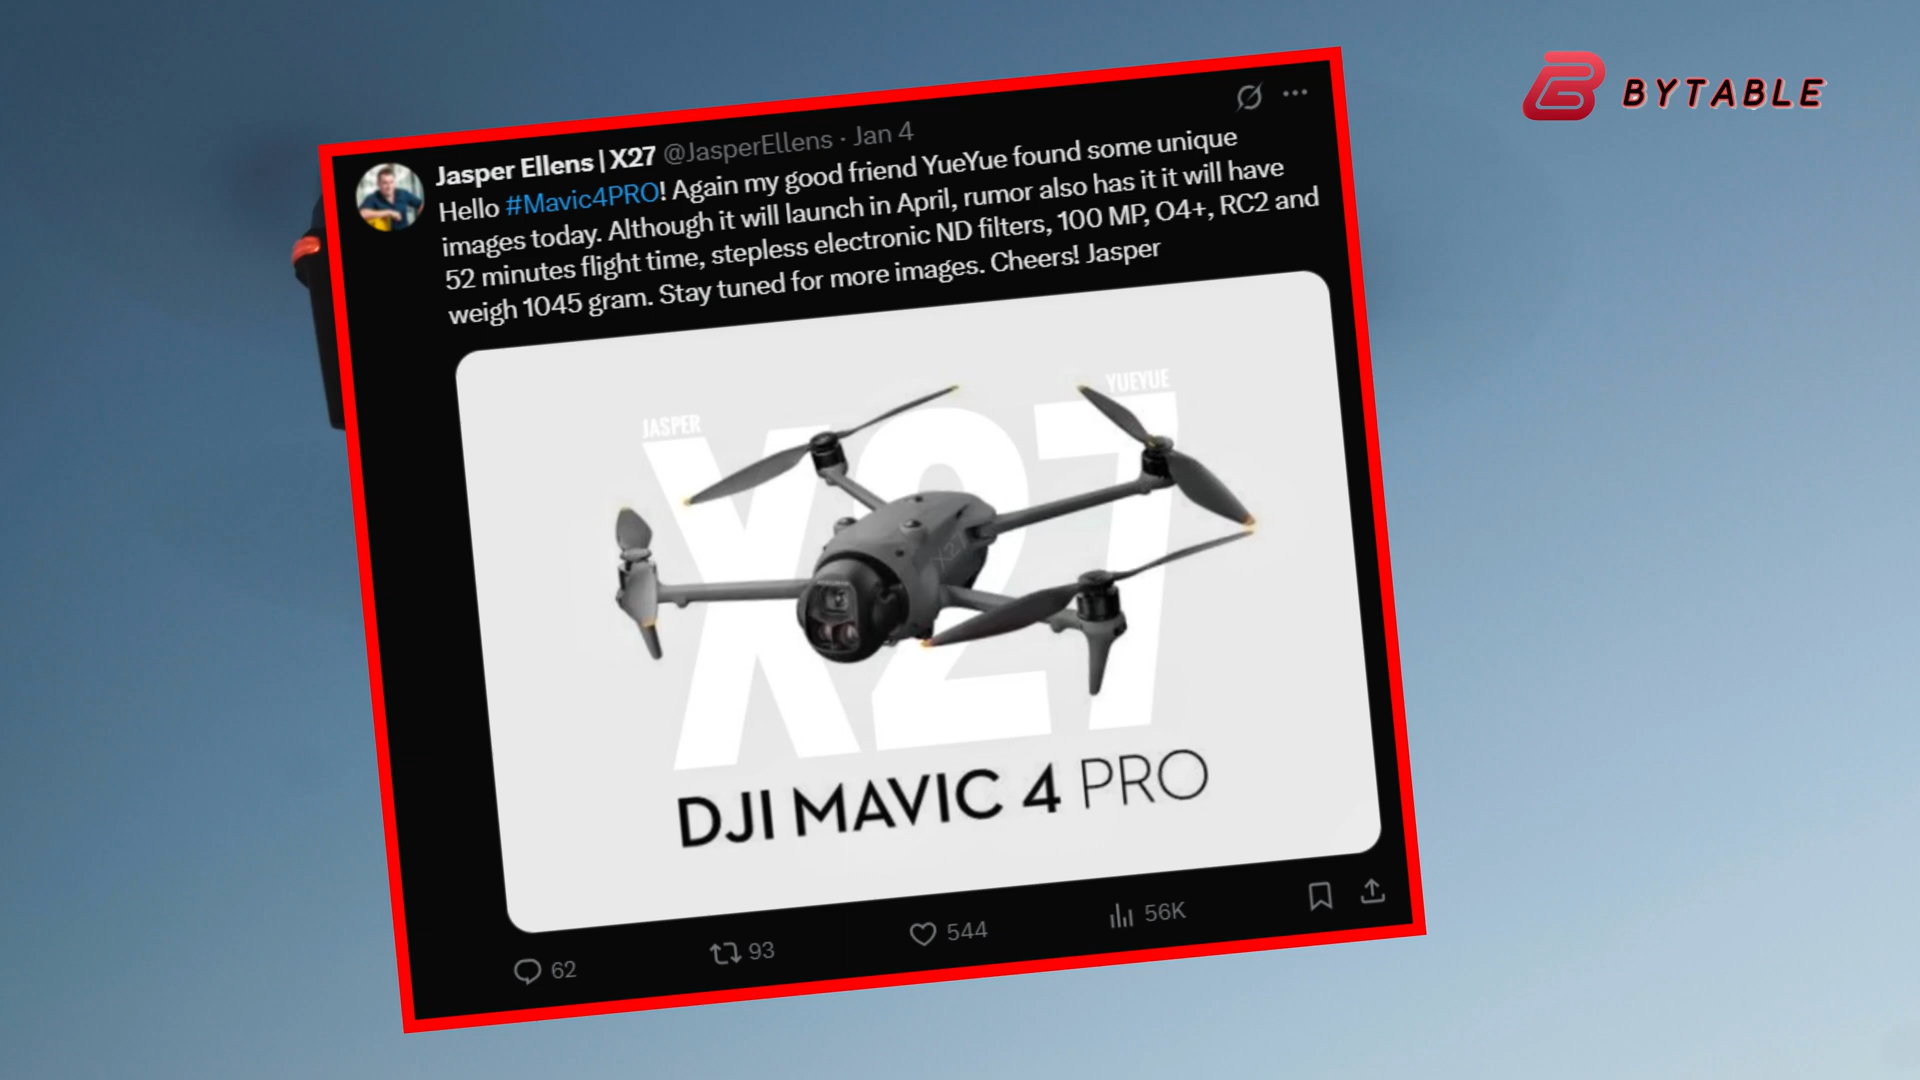 BYTABLE
Jasper Ellens | X27 @JasperEllens · Jan 4
Hello #Mavic4PRO! Again my good friend YueYue found some unique
images today. Although it will launch in April, rumor also has it it will have
52 minutes flight time, stepless electronic ND filters, 100 MP, O4+, RC2 and
weigh 1045 gram. Stay tuned for more images. Cheers! Jasper
JASPER
YUEYUE
X27
X27
DJI MAVIC 4 PRO
62
93
544
56K